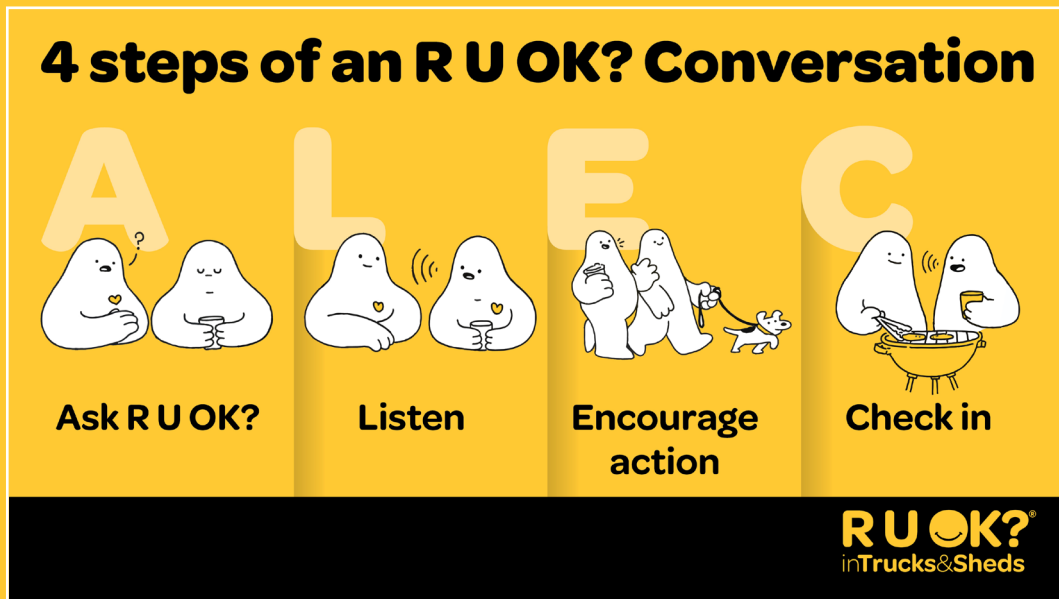 4 steps of an R U OK? Conversation
A L E C
?
Ask R U OK?
Listen
Encourage
action
Check in
R U OK?®
inTrucks&Sheds